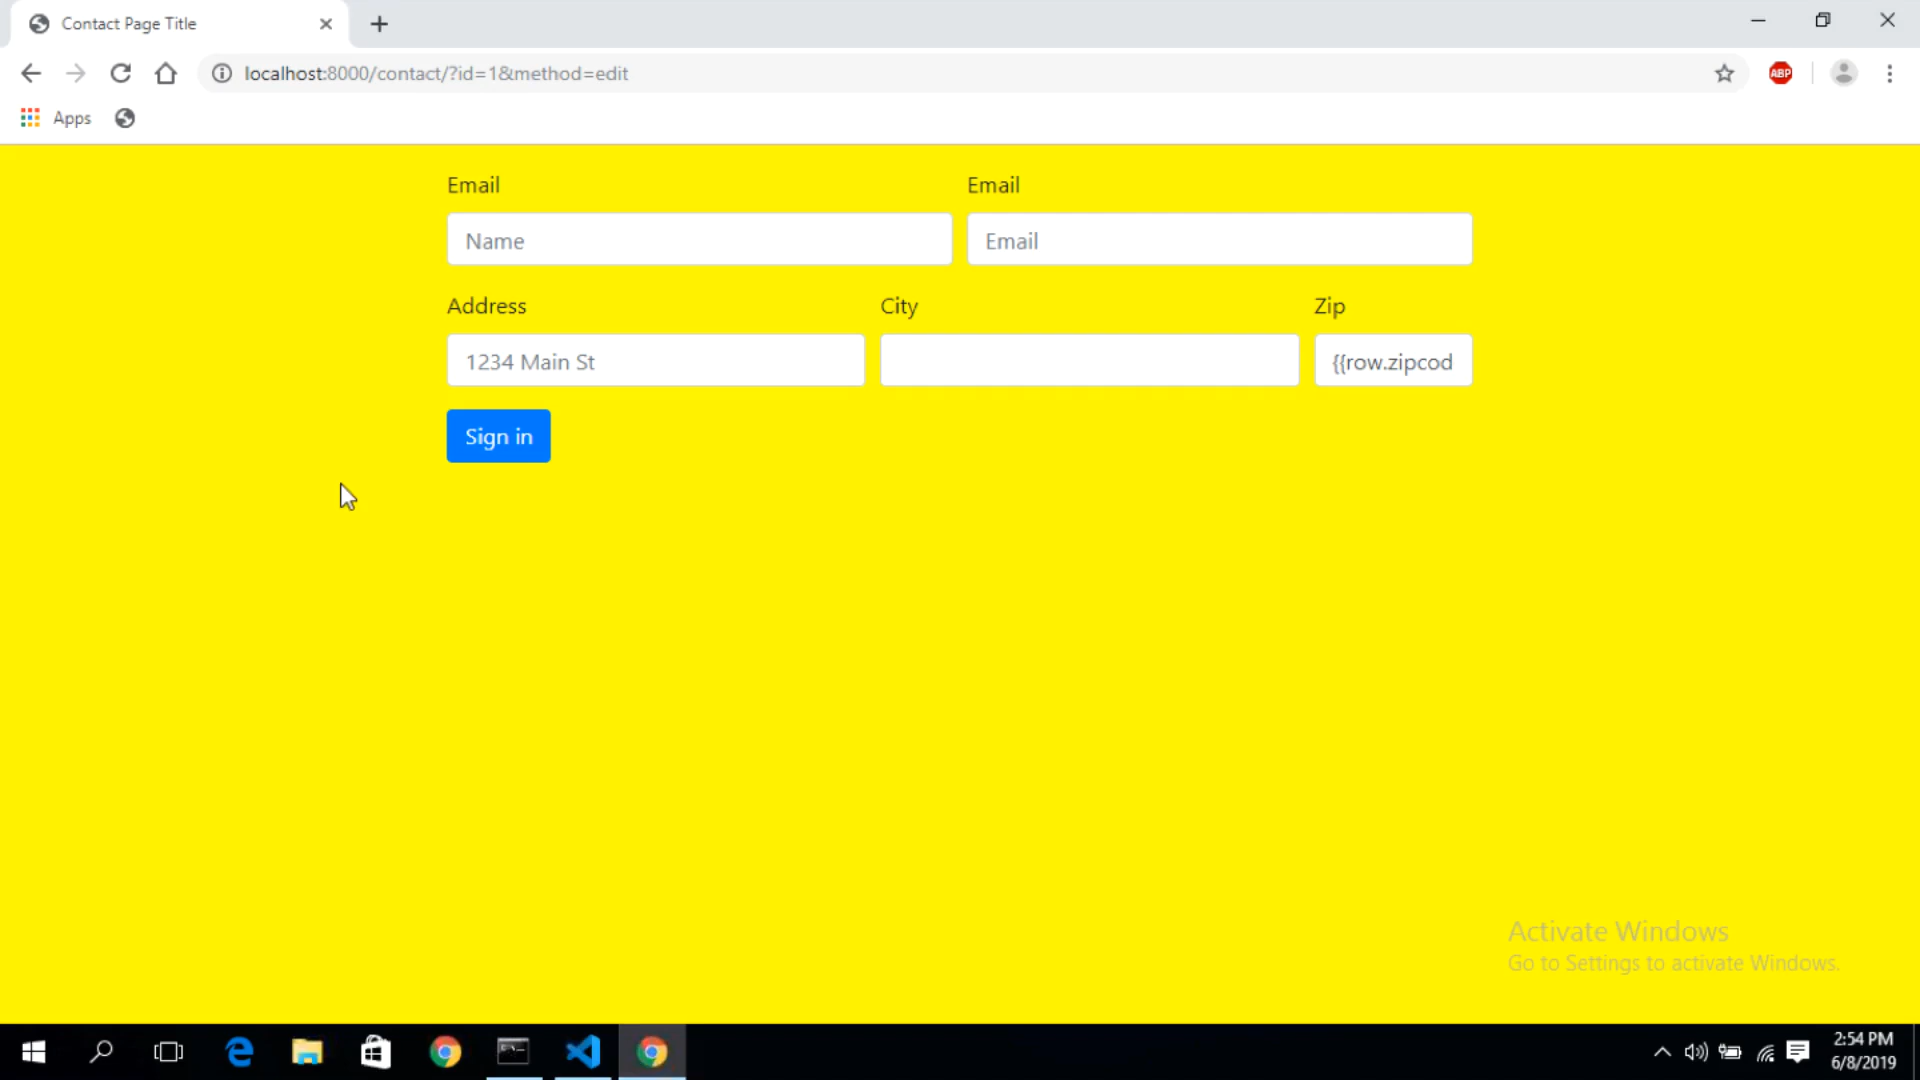 Contact Page Title
localhost:8000/contact/?id=1&method=edit
ABP
Apps
Email Email
Name Email
Address City Zip
1234 Main St {{row.zipcod
Sign in
Activate Windows
Go to Settings to activate Windows.
2:54 PM
6/8/2019